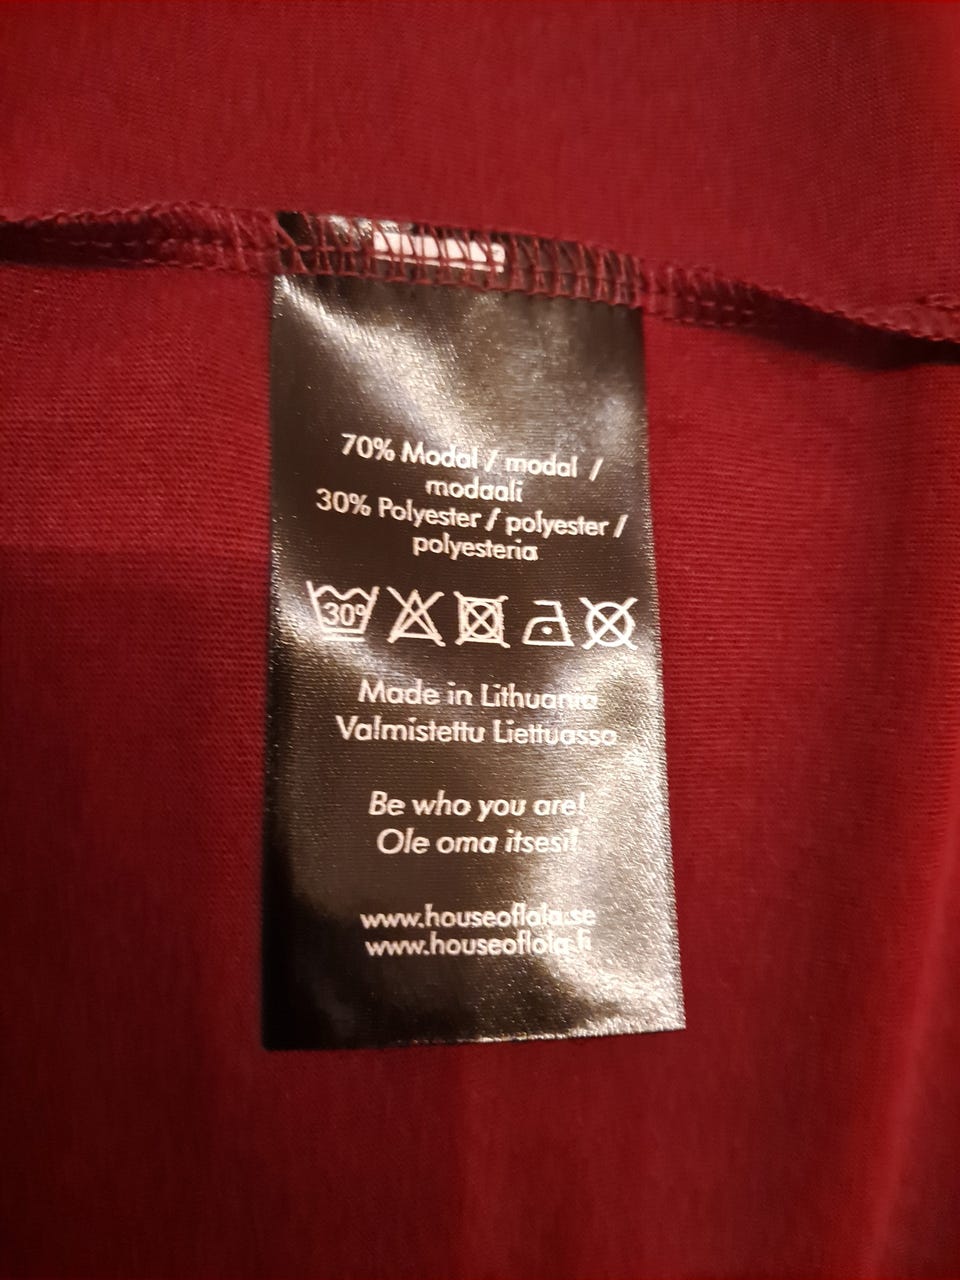 70% Modal / modal /
modaali
30% Polyester / polyester /
polyesteria
30°
Made in Lithuania
Valmistettu Liettuassa
Be who you are!
Ole oma itsesi!
www.houseoflola.se
www.houseoflola.fi